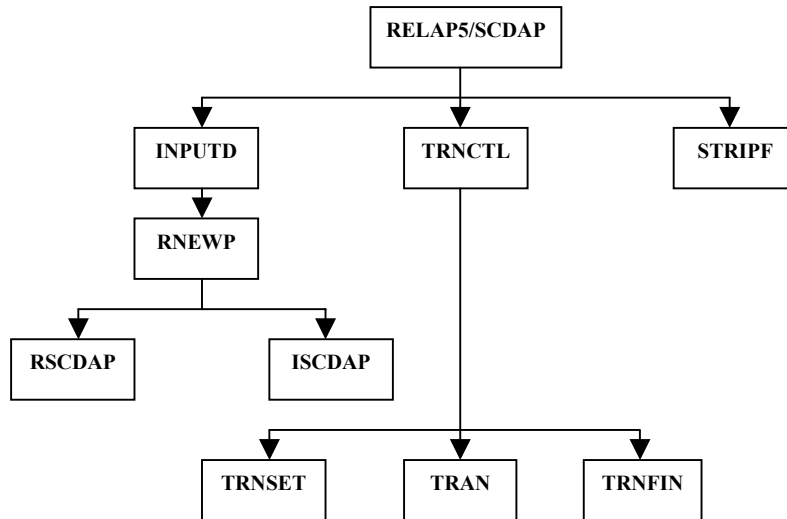 RELAP5/SCDAP
INPUTD
TRNCTL
STRIPF
RNEWP
RSCDAP
ISCDAP
TRNSET
TRAN
TRNFIN